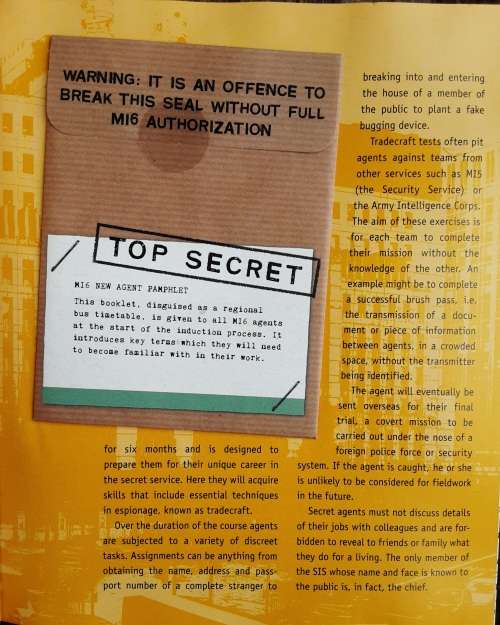 WARNING: IT IS AN OFFENCE TO
BREAK THIS SEAL WITHOUT FULL
MI6 AUTHORIZATION
TOP SECRET
MI6 NEW AGENT PAMPHLET
This booklet, disguised as a regional
bus timetable, is given to all MI6 agents
at the start of the induction process. It
introduces key terms which they will need
to become familiar with in their work.
for six months and is designed to
prepare them for their unique career in
the secret service. Here they will acquire
skills that include essential techniques
in espionage, known as tradecraft.
Over the duration of the course agents
are subjected to a variety of discreet
tasks. Assignments can be anything from
obtaining the name, address and pass-
port number of a complete stranger to
breaking into and entering
the house of a member of
the public to plant a fake
bugging device.
Tradecraft tests often pit
agents against teams from
other services such as MI5
(the Security Service) or
the Army Intelligence Corps.
The aim of these exercises is
for each team to complete
their mission without the
knowledge of the other. An
example might be to complete
a successful brush pass, i.e.
the transmission of a docu-
ment or piece of information
between agents, in a crowded
space, without the transmitter
being identified.
The agent will eventually be
sent overseas for their final
trial, a covert mission to be
carried out under the nose of a
foreign police force or security
system. If the agent is caught, he or she
is unlikely to be considered for fieldwork
in the future.
Secret agents must not discuss details
of their jobs with colleagues and are for-
bidden to reveal to friends or family what
they do for a living. The only member of
the SIS whose name and face is known to
the public is, in fact, the chief.